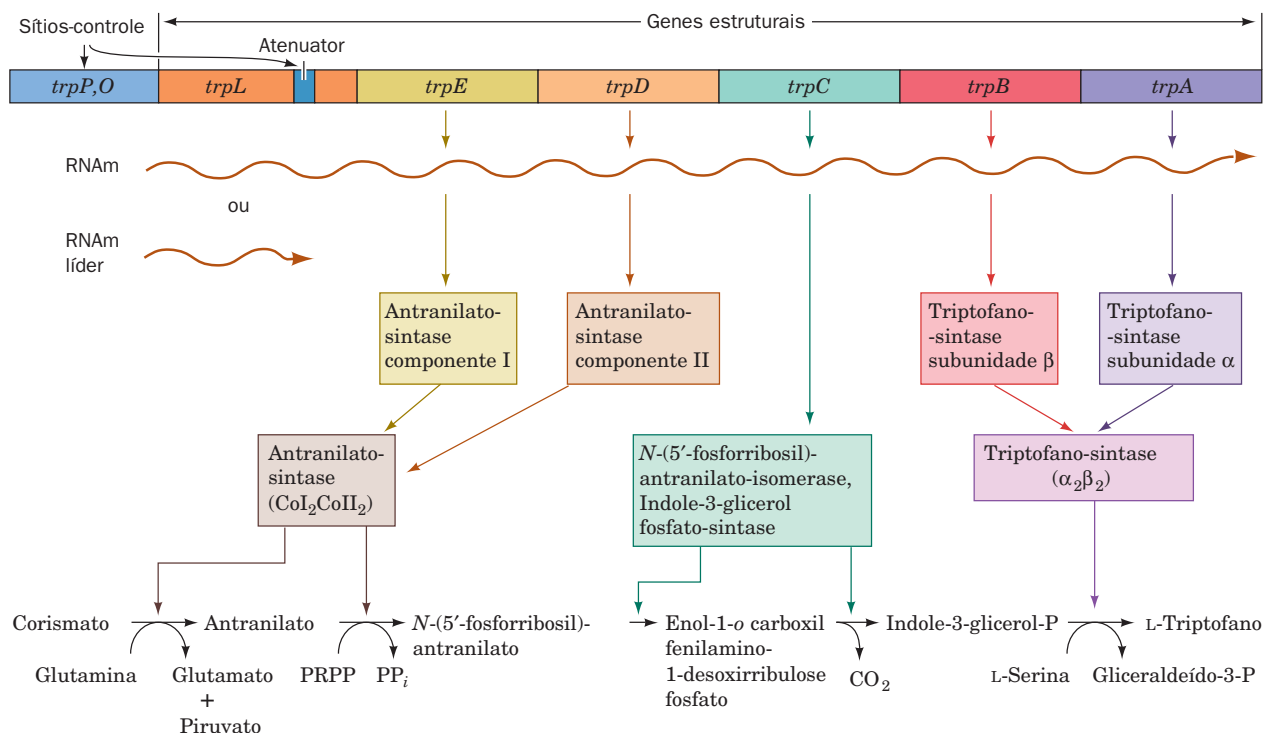 Sítios-controle
Genes estruturais
Atenuator
trpP,O
trpL
trpE
trpD
trpC
trpB
trpA
RNAm
ou
RNAm
líder
Antranilato-
sintase
componente I
Antranilato-
sintase
componente II
Triptofano-
-sintase
subunidade β
Triptofano-
-sintase
subunidade α
Antranilato-
sintase
(CoI₂CoII₂)
N-(5′-fosforribosil)-
antranilato-isomerase,
Indole-3-glicerol
fosfato-sintase
Triptofano-sintase
(α₂β₂)
Corismato
Antranilato
Glutamina
Glutamato
+
Piruvato
PRPP
PPᵢ
N-(5′-fosforribosil)-
antranilato
Enol-1-o carboxil
fenilamino-
1-desoxirribulose
fosfato
CO₂
Indole-3-glicerol-P
L-Serina
L-Triptofano
Gliceraldeído-3-P